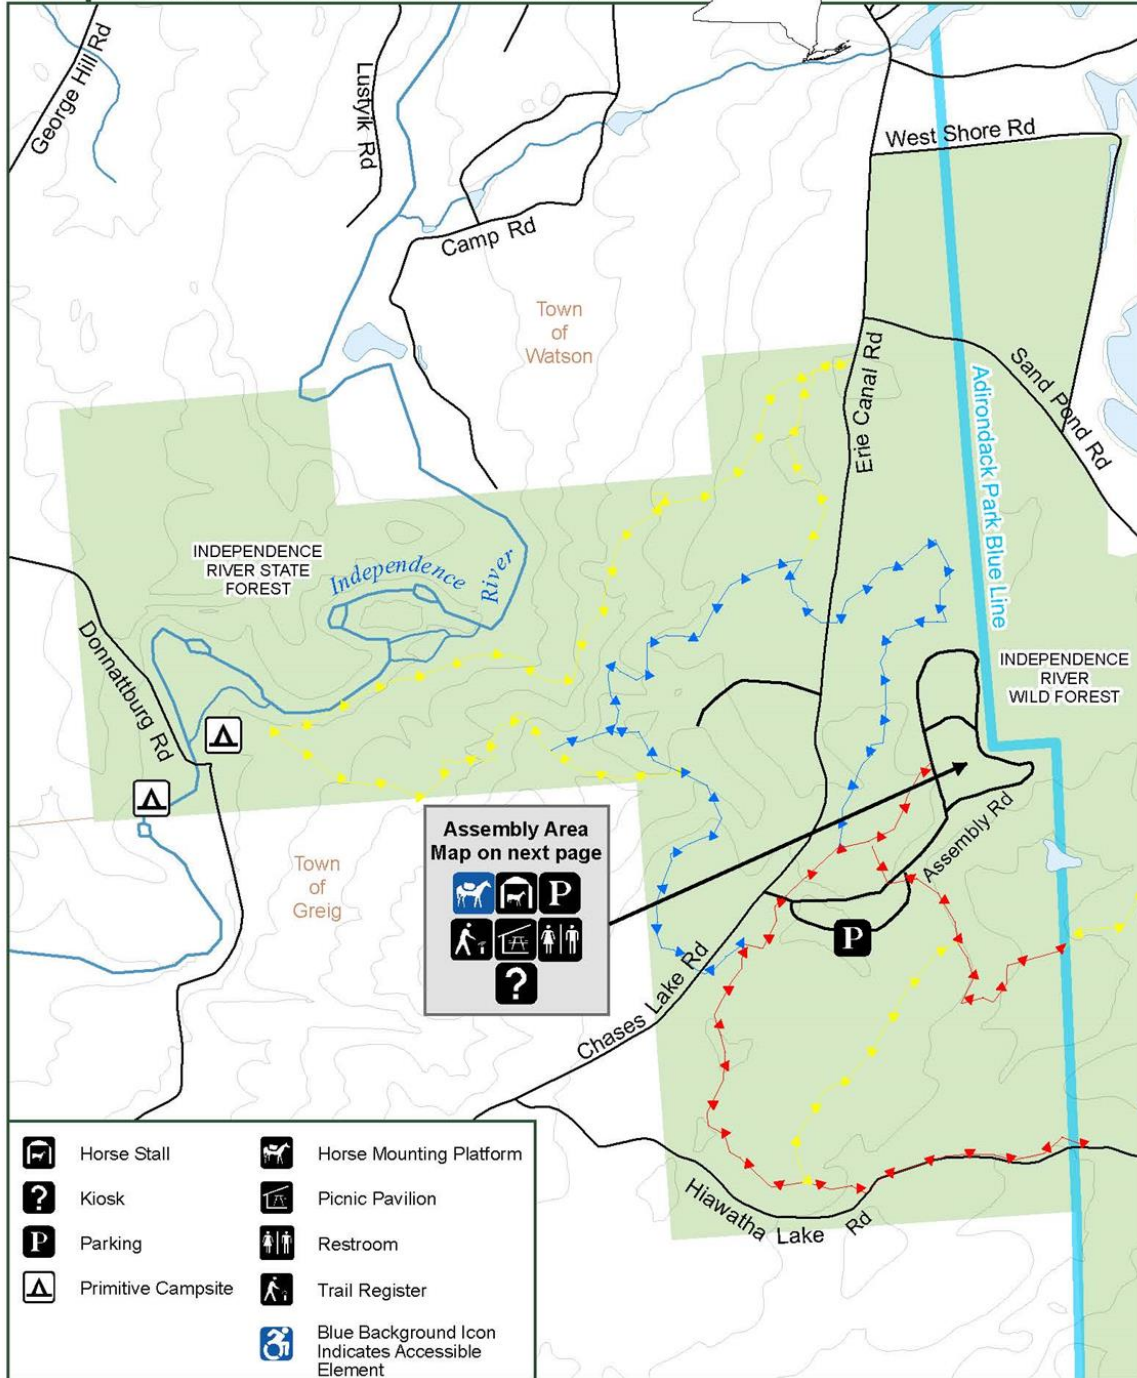 George Hill Rd
Lustyik Rd
West Shore Rd
Camp Rd
Town
of
Watson
Erie Canal Rd
Sand Pond Rd
Adirondack Park Blue Line
INDEPENDENCE
RIVER STATE
FOREST
Independence River
Donnattburg Rd
INDEPENDENCE
RIVER
WILD FOREST
Assembly Area
Map on next page
P
?
Assembly Rd
Town
of
Greig
P
Chases Lake Rd
Hiawatha Lake Rd
Horse Stall
? Kiosk
P Parking
Primitive Campsite
Horse Mounting Platform
Picnic Pavilion
Restroom
Trail Register
Blue Background Icon
Indicates Accessible
Element